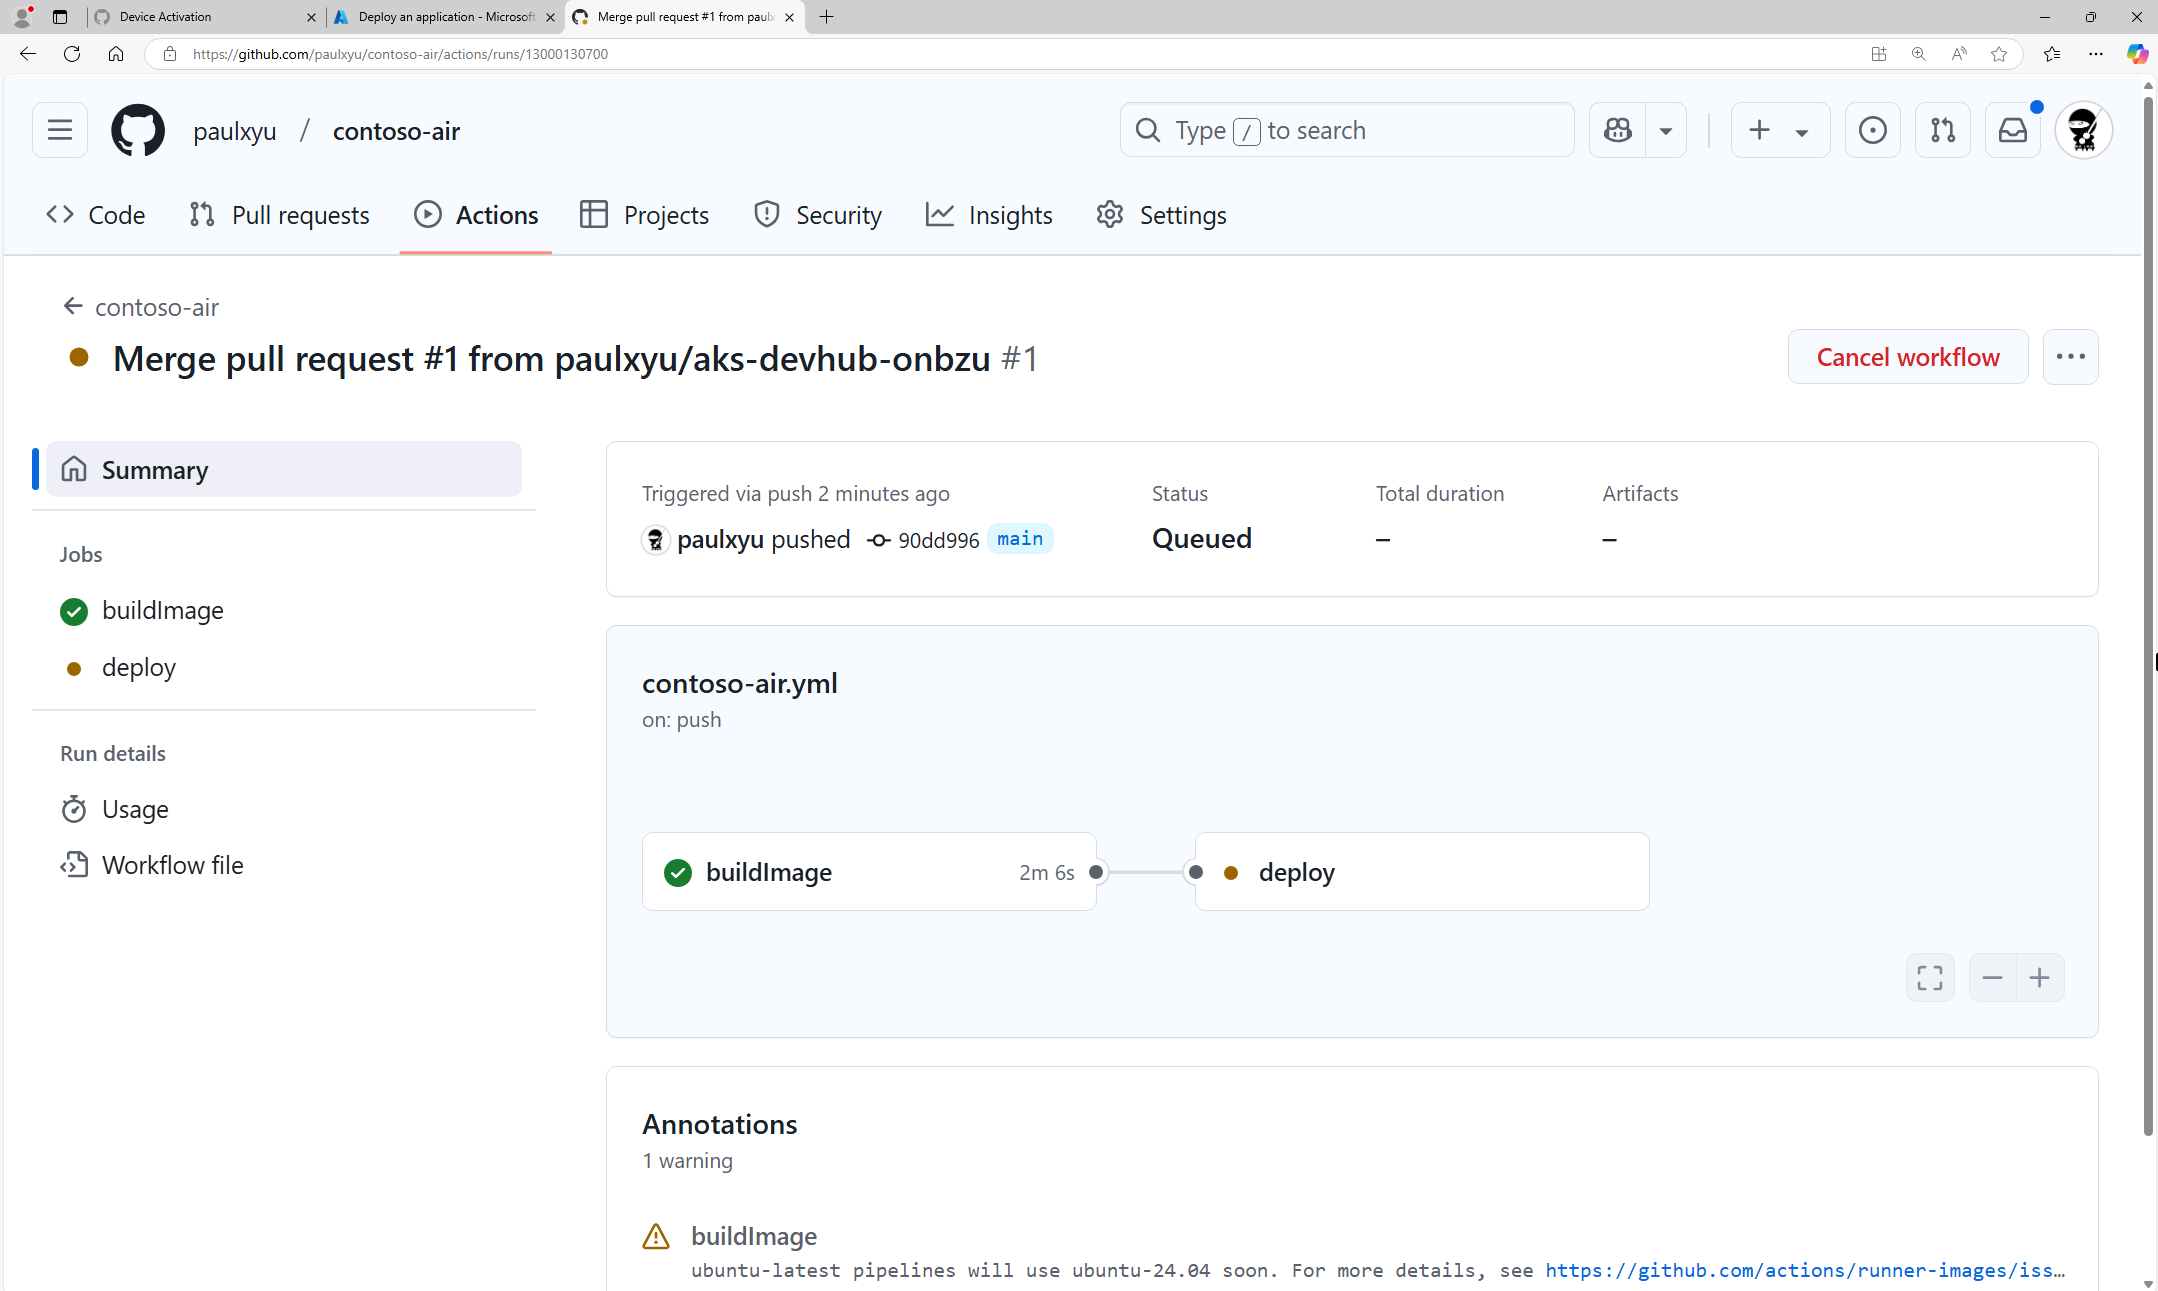 Device Activation
Deploy an application - Microsoft
Merge pull request #1 from paulx
https://github.com/paulxyu/contoso-air/actions/runs/13000130700
paulxyu / contoso-air
Type / to search
Code
Pull requests
Actions
Projects
Security
Insights
Settings
contoso-air
Merge pull request #1 from paulxyu/aks-devhub-onbzu #1
Cancel workflow
Summary
Jobs
buildImage
deploy
Run details
Usage
Workflow file
Triggered via push 2 minutes ago
paulxyu pushed 90dd996 main
Status
Queued
Total duration
–
Artifacts
–
contoso-air.yml
on: push
buildImage 2m 6s
deploy
Annotations
1 warning
buildImage
ubuntu-latest pipelines will use ubuntu-24.04 soon. For more details, see https://github.com/actions/runner-images/iss…